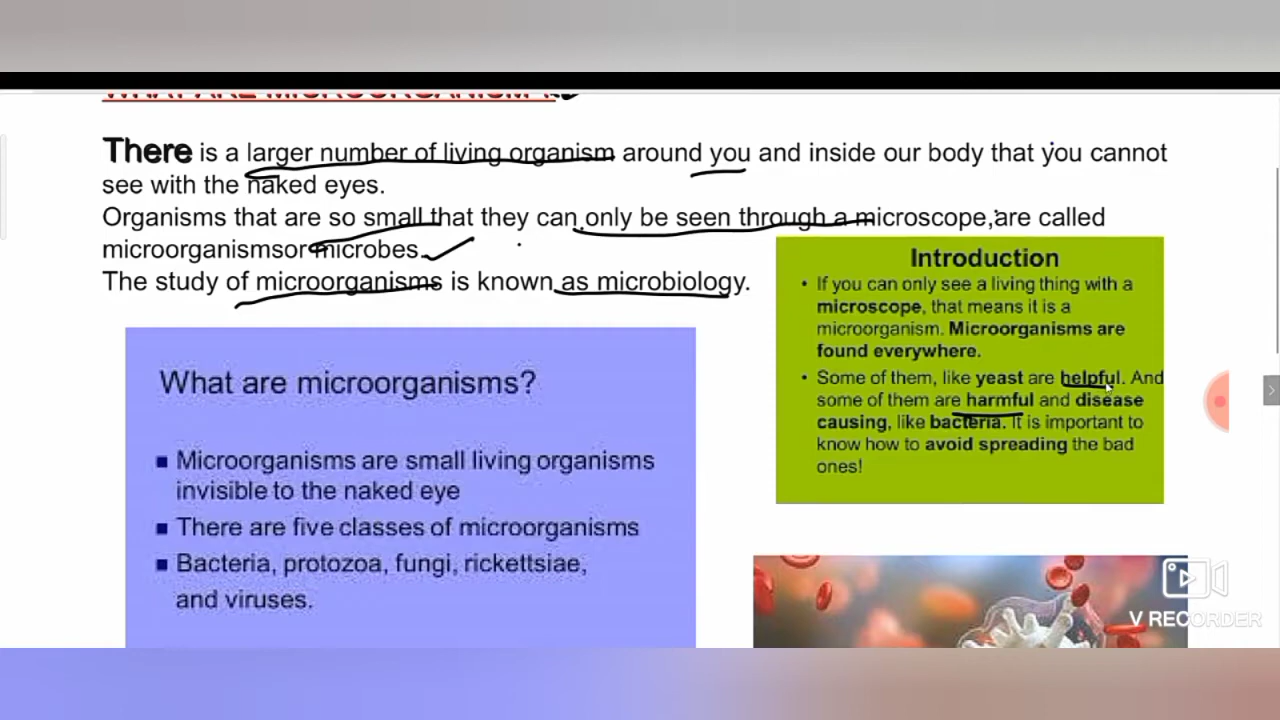 WHAT ARE MICROORGANISM?
There is a larger number of living organism around you and inside our body that you cannot
see with the naked eyes.
Organisms that are so small that they can only be seen through a microscope,are called
microorganismsor microbes.
The study of microorganisms is known as microbiology.
Introduction
• If you can only see a living thing with a
microscope, that means it is a
microorganism. Microorganisms are
found everywhere.
• Some of them, like yeast are helpful. And
some of them are harmful and disease
causing, like bacteria. It is important to
know how to avoid spreading the bad
ones!
What are microorganisms?
■ Microorganisms are small living organisms
invisible to the naked eye
■ There are five classes of microorganisms
■ Bacteria, protozoa, fungi, rickettsiae,
and viruses.
V RECORDER